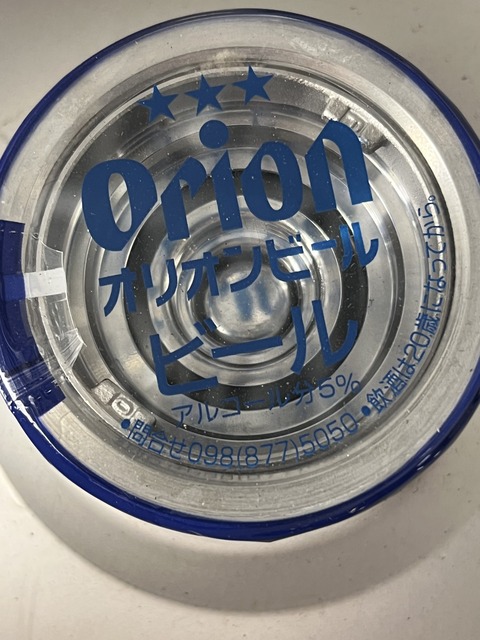 ★★★
Orion
オリオンビール
ビール
アルコール分5%
•問合せ098(877)5050•飲酒は20歳になってから。